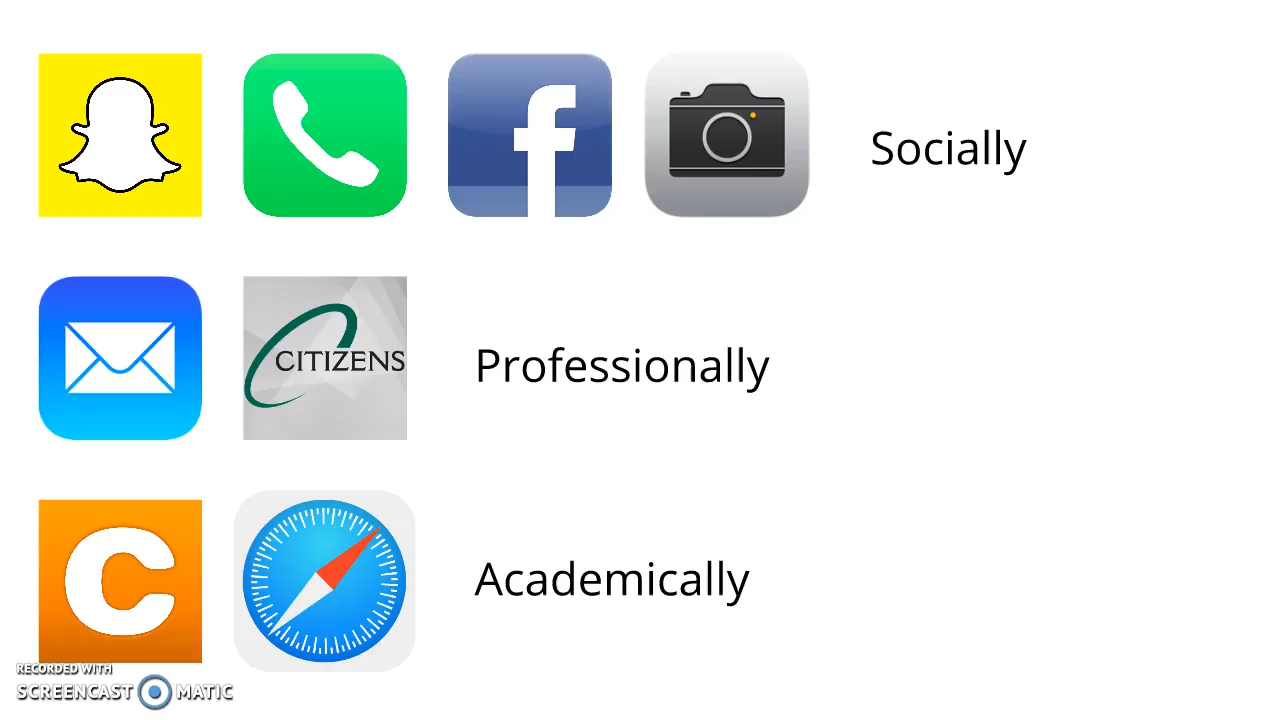 Socially
CITIZENS
Professionally
C
Academically
RECORDED WITH
SCREENCAST MATIC